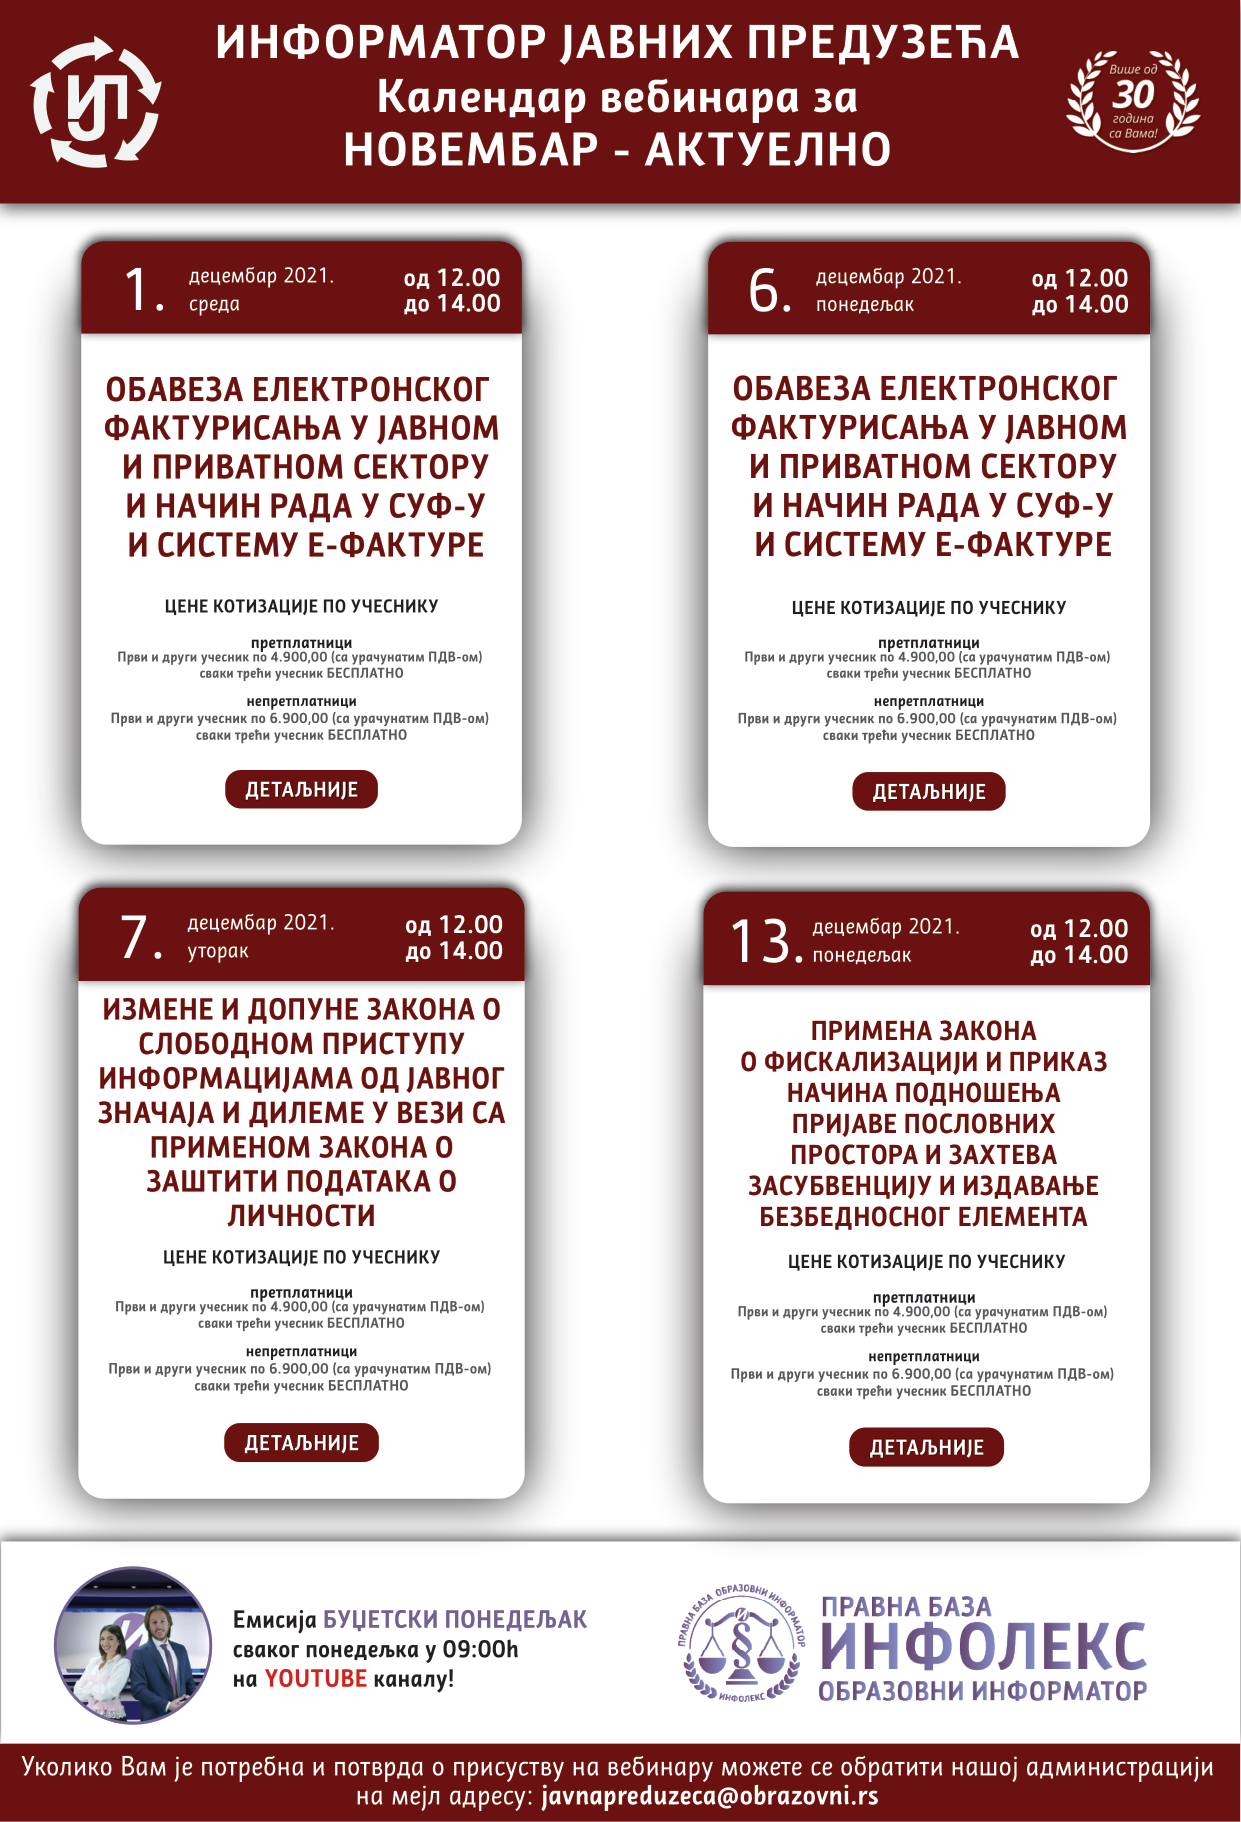 ИНФОРМАТОР ЈАВНИХ ПРЕДУЗЕЋА
Календар вебинара за
НОВЕМБАР - АКТУЕЛНО
ИЈП
Више од
30
година
са Вама!
1.
децембар 2021.
среда
од 12.00
до 14.00
ОБАВЕЗА ЕЛЕКТРОНСКОГ
ФАКТУРИСАЊА У ЈАВНОМ
И ПРИВАТНОМ СЕКТОРУ
И НАЧИН РАДА У СУФ-У
И СИСТЕМУ Е-ФАКТУРЕ
ЦЕНЕ КОТИЗАЦИЈЕ ПО УЧЕСНИКУ
претплатници
Први и други учесник по 4.900,00 (са урачунатим ПДВ-ом)
сваки трећи учесник БЕСПЛАТНО
непретплатници
Први и други учесник по 6.900,00 (са урачунатим ПДВ-ом)
сваки трећи учесник БЕСПЛАТНО
ДЕТАЉНИЈЕ
6.
децембар 2021.
понедељак
од 12.00
до 14.00
ОБАВЕЗА ЕЛЕКТРОНСКОГ
ФАКТУРИСАЊА У ЈАВНОМ
И ПРИВАТНОМ СЕКТОРУ
И НАЧИН РАДА У СУФ-У
И СИСТЕМУ Е-ФАКТУРЕ
ЦЕНЕ КОТИЗАЦИЈЕ ПО УЧЕСНИКУ
претплатници
Први и други учесник по 4.900,00 (са урачунатим ПДВ-ом)
сваки трећи учесник БЕСПЛАТНО
непретплатници
Први и други учесник по 6.900,00 (са урачунатим ПДВ-ом)
сваки трећи учесник БЕСПЛАТНО
ДЕТАЉНИЈЕ
7.
децембар 2021.
уторак
од 12.00
до 14.00
ИЗМЕНЕ И ДОПУНЕ ЗАКОНА О
СЛОБОДНОМ ПРИСТУПУ
ИНФОРМАЦИЈАМА ОД ЈАВНОГ
ЗНАЧАЈА И ДИЛЕМЕ У ВЕЗИ СА
ПРИМЕНОМ ЗАКОНА О
ЗАШТИТИ ПОДАТАКА О
ЛИЧНОСТИ
ЦЕНЕ КОТИЗАЦИЈЕ ПО УЧЕСНИКУ
претплатници
Први и други учесник по 4.900,00 (са урачунатим ПДВ-ом)
сваки трећи учесник БЕСПЛАТНО
непретплатници
Први и други учесник по 6.900,00 (са урачунатим ПДВ-ом)
сваки трећи учесник БЕСПЛАТНО
ДЕТАЉНИЈЕ
13.
децембар 2021.
понедељак
од 12.00
до 14.00
ПРИМЕНА ЗАКОНА
О ФИСКАЛИЗАЦИЈИ И ПРИКАЗ
НАЧИНА ПОДНОШЕЊА
ПРИЈАВЕ ПОСЛОВНИХ
ПРОСТОРА И ЗАХТЕВА
ЗАСУБВЕНЦИЈУ И ИЗДАВАЊЕ
БЕЗБЕДНОСНОГ ЕЛЕМЕНТА
ЦЕНЕ КОТИЗАЦИЈЕ ПО УЧЕСНИКУ
претплатници
Први и други учесник по 4.900,00 (са урачунатим ПДВ-ом)
сваки трећи учесник БЕСПЛАТНО
непретплатници
Први и други учесник по 6.900,00 (са урачунатим ПДВ-ом)
сваки трећи учесник БЕСПЛАТНО
ДЕТАЉНИЈЕ
Емисија БУЏЕТСКИ ПОНЕДЕЉАК
сваког понедељка у 09:00h
на YOUTUBE каналу!
ПРАВНА БАЗА ОБРАЗОВНИ ИНФОРМАТОР
§
ИНФОЛЕКС
ПРАВНА БАЗА
ИНФОЛЕКС
ОБРАЗОВНИ ИНФОРМАТОР
Уколико Вам је потребна и потврда о присуству на вебинару можете се обратити нашој администрацији
на мејл адресу: javnapreduzeca@obrazovni.rs